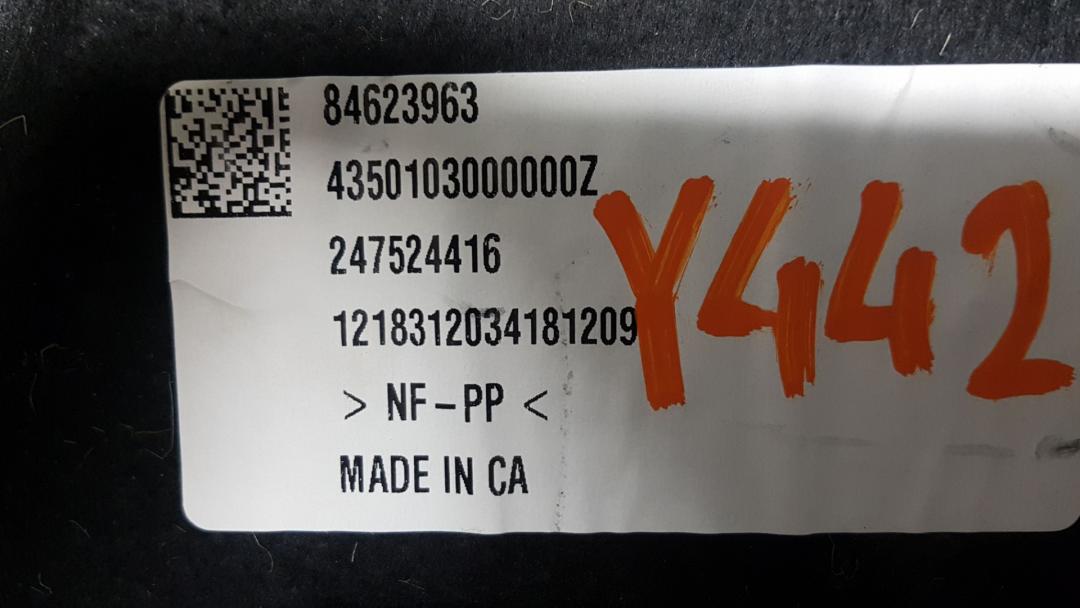 84623963
4350103000000Z
247524416
1218312034181209
> NF-PP <
MADE IN CA
Y442